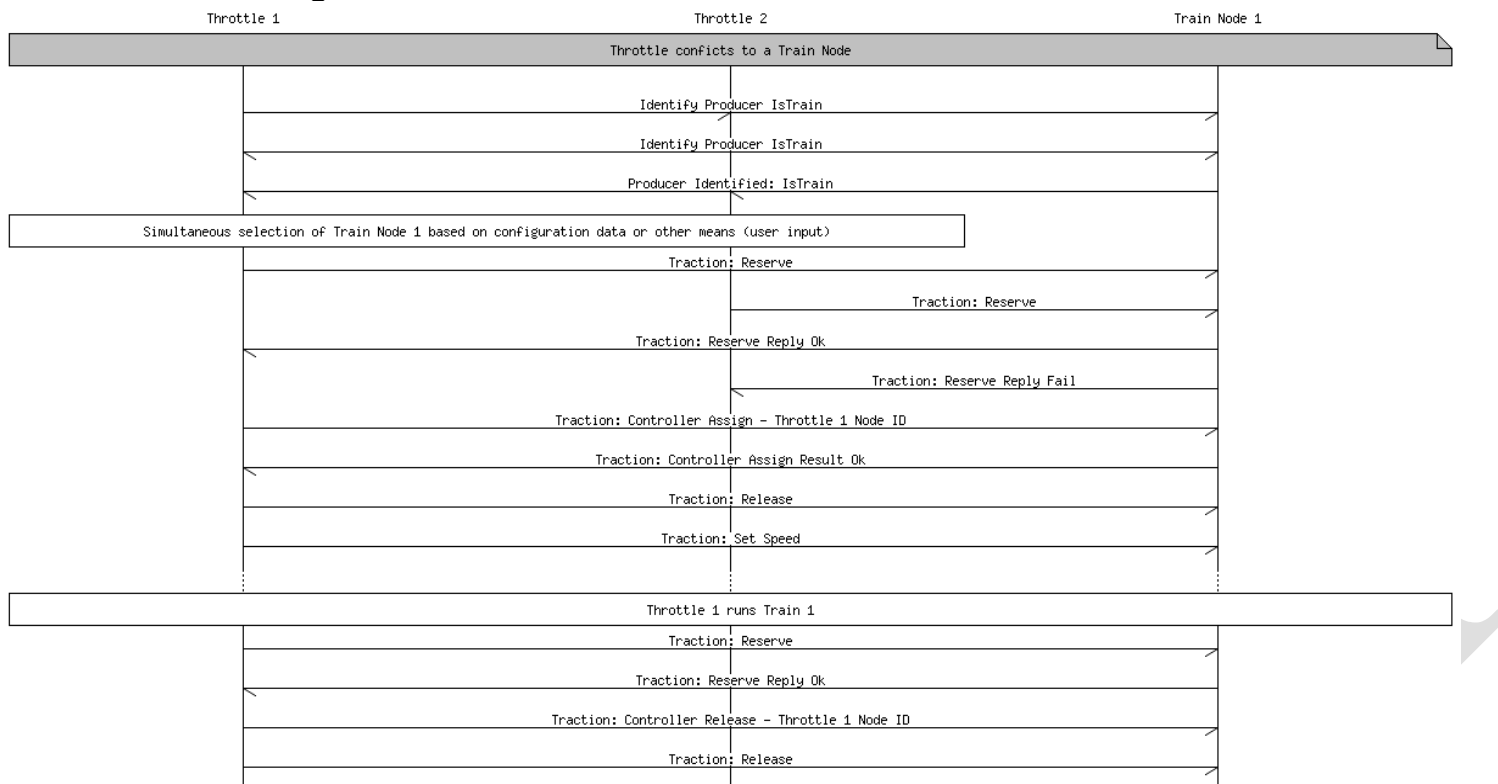 Throttle 1 Throttle 2 Train Node 1
Throttle conficts to a Train Node
Identify Producer IsTrain
Identify Producer IsTrain
Producer Identified: IsTrain
Simultaneous selection of Train Node 1 based on configuration data or other means (user input)
Traction: Reserve
Traction: Reserve
Traction: Reserve Reply Ok
Traction: Reserve Reply Fail
Traction: Controller Assign - Throttle 1 Node ID
Traction: Controller Assign Result Ok
Traction: Release
Traction: Set Speed
Throttle 1 runs Train 1
Traction: Reserve
Traction: Reserve Reply Ok
Traction: Controller Release - Throttle 1 Node ID
Traction: Release